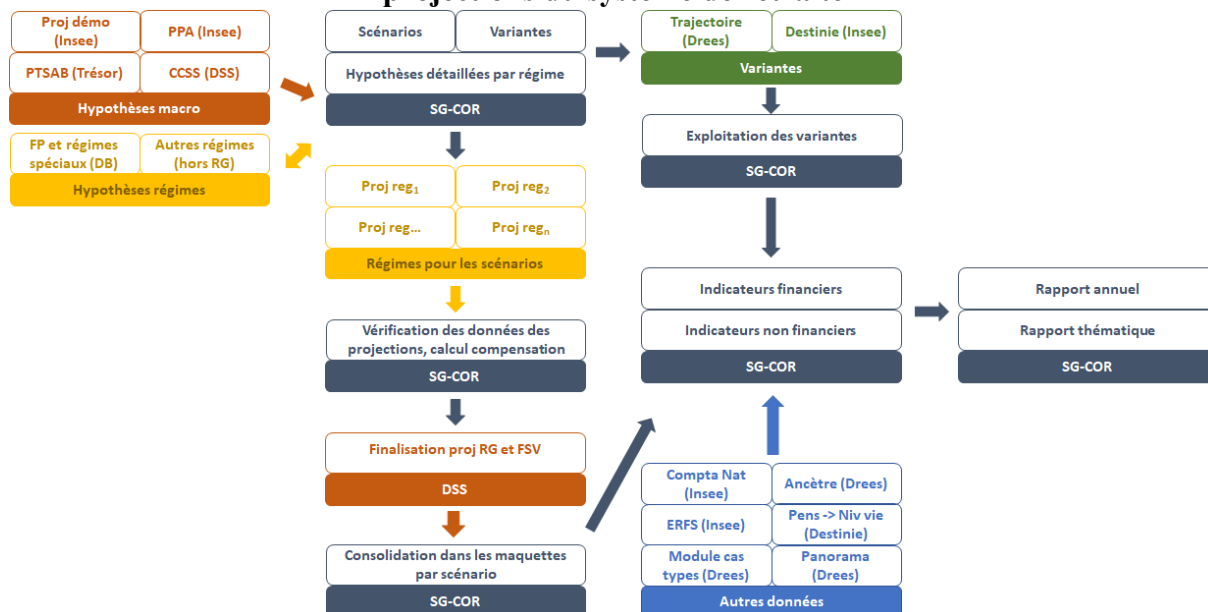 projections du système de retraite
Proj démo
(Insee)
PPA (Insee)
PTSAB (Trésor)
CCSS (DSS)
Hypothèses macro
FP et régimes
spéciaux (DB)
Autres régimes
(hors RG)
Hypothèses régimes
Scénarios
Variantes
Hypothèses détaillées par régime
SG-COR
Proj reg1
Proj reg2
Proj reg...
Proj regn
Régimes pour les scénarios
Vérification des données des
projections, calcul compensation
SG-COR
Finalisation proj RG et FSV
DSS
Consolidation dans les maquettes
par scénario
SG-COR
Trajectoire
(Drees)
Destinie (Insee)
Variantes
Exploitation des variantes
SG-COR
Indicateurs financiers
Indicateurs non financiers
SG-COR
Compta Nat
(Insee)
Ancètre (Drees)
ERFS (Insee)
Pens -> Niv vie
(Destinie)
Module cas
types (Drees)
Panorama
(Drees)
Autres données
Rapport annuel
Rapport thématique
SG-COR